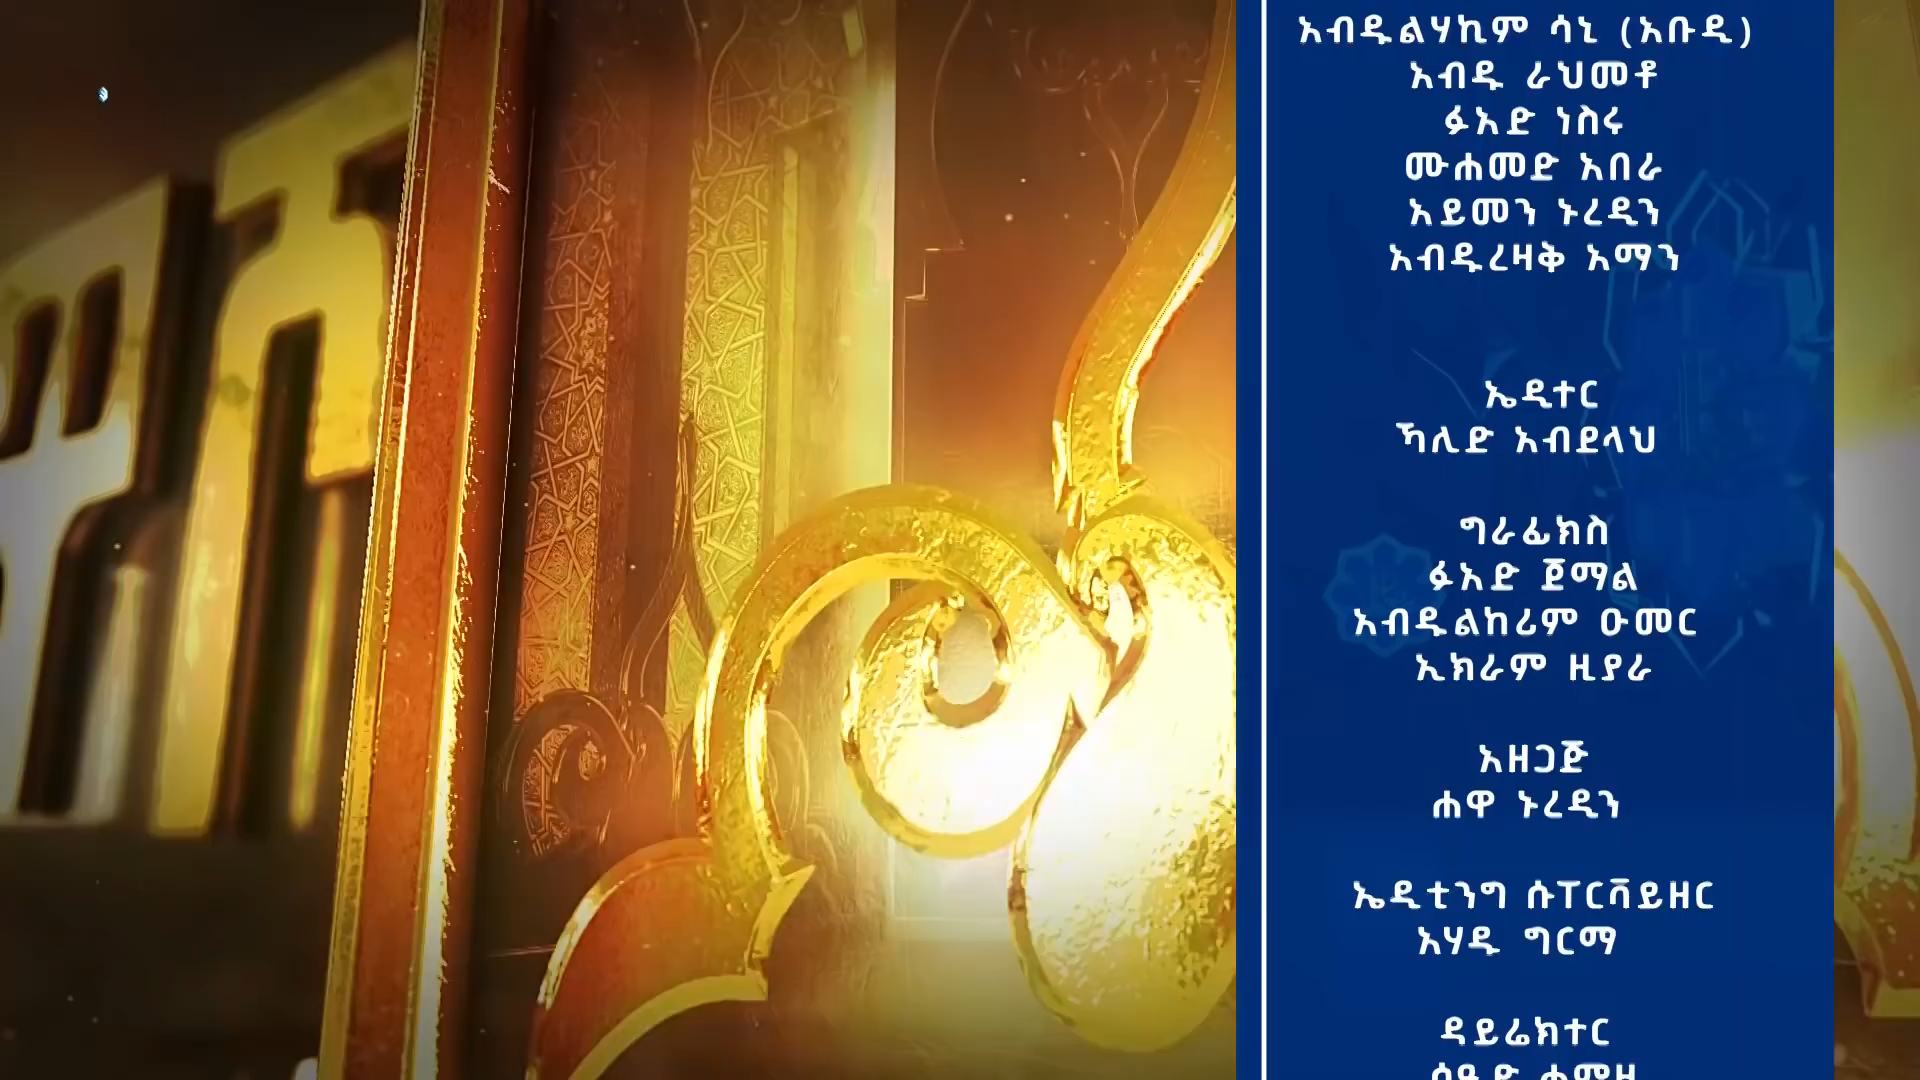 አብዱልሃኪም ሳኒ (አቡዲ)
አብዱ ራህመቶ
ፉአድ ነስሩ
ሙሐመድ አበራ
አይመን ኑረዲን
አብዱረዛቅ አማን
ኤዲተር
ኻሊድ አብደላህ
ግራፊክስ
ፉአድ ጀማል
አብዱልከሪም ዑመር
ኢክራም ዚያራ
አዘጋጅ
ሐዋ ኑረዲን
ኤዲቲንግ ሱፐርቫይዘር
አሃዱ ግርማ
ዳይሬክተር